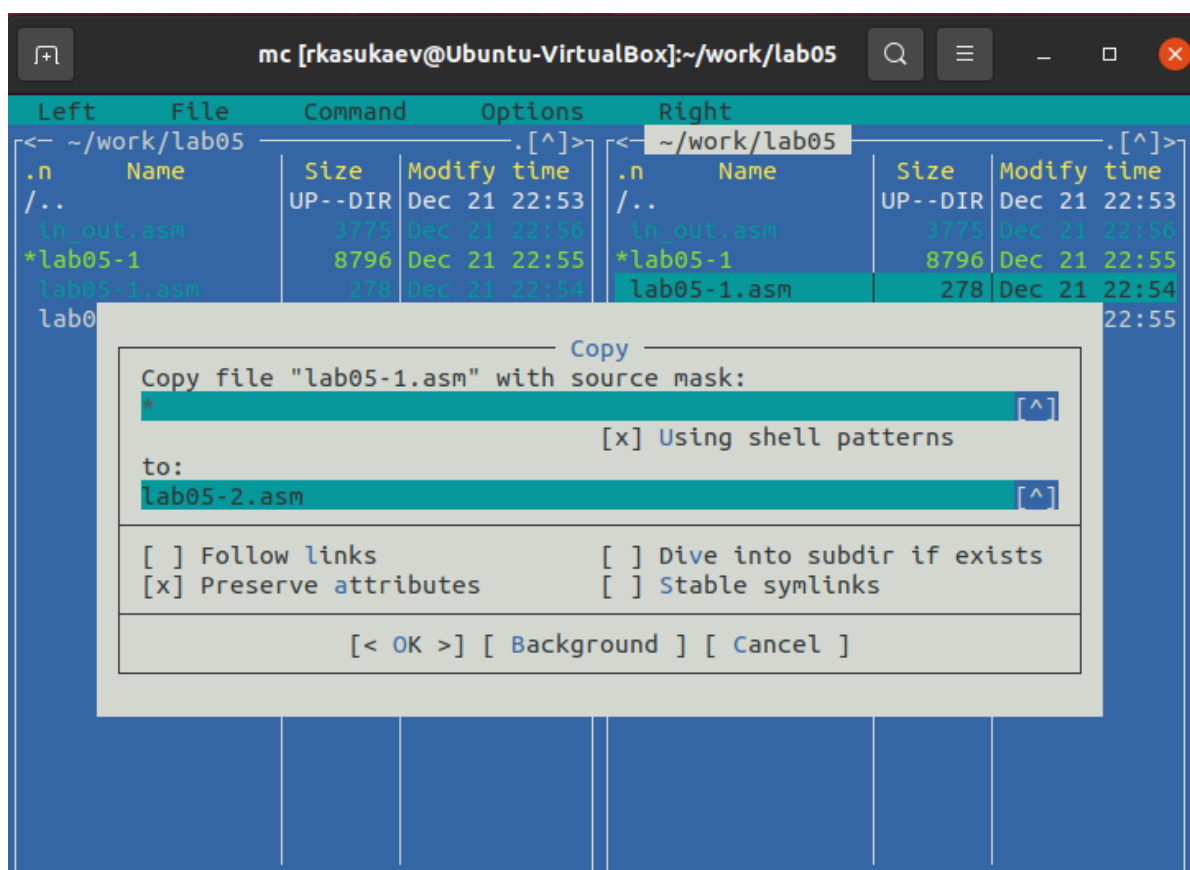 mc [rkasukaev@Ubuntu-VirtualBox]:~/work/lab05
Left File Command Options Right
<─ ~/work/lab05 .[^]> <─ ~/work/lab05 .[^]>
.n Name Size Modify time .n Name Size Modify time
/.. UP--DIR Dec 21 22:53 /.. UP--DIR Dec 21 22:53
in_out.asm 3775 Dec 21 22:56 in_out.asm 3775 Dec 21 22:56
*lab05-1 8796 Dec 21 22:55 *lab05-1 8796 Dec 21 22:55
lab05-1.asm 278 Dec 21 22:54 lab05-1.asm 278 Dec 21 22:54
lab0 22:55
Copy
Copy file "lab05-1.asm" with source mask:
* [^]
[x] Using shell patterns
to:
lab05-2.asm [^]
[ ] Follow links [ ] Dive into subdir if exists
[x] Preserve attributes [ ] Stable symlinks
[< OK >] [ Background ] [ Cancel ]